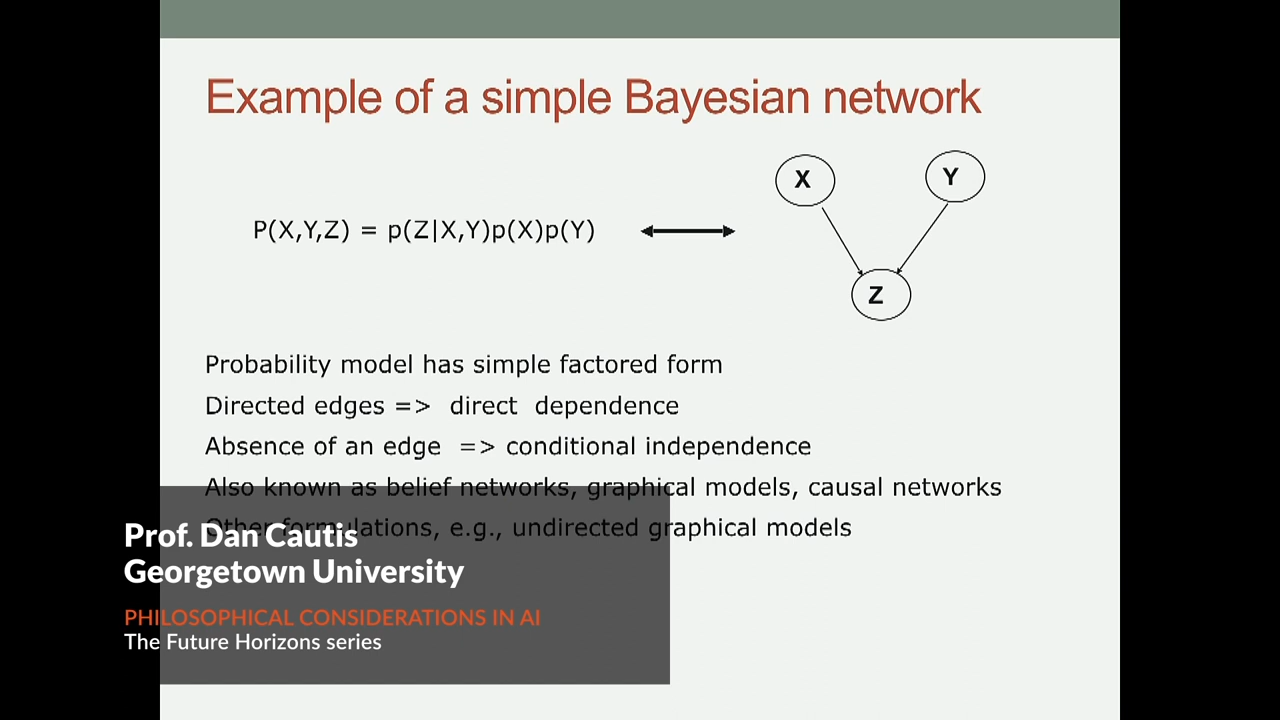 Example of a simple Bayesian network
X
Y
P(X,Y,Z) = p(Z|X,Y)p(X)p(Y)
Z
Probability model has simple factored form
Directed edges => direct dependence
Absence of an edge => conditional independence
Also known as belief networks, graphical models, causal networks
Other formulations, e.g., undirected graphical models
Prof. Dan Cautis
Georgetown University
PHILOSOPHICAL CONSIDERATIONS IN AI
The Future Horizons series